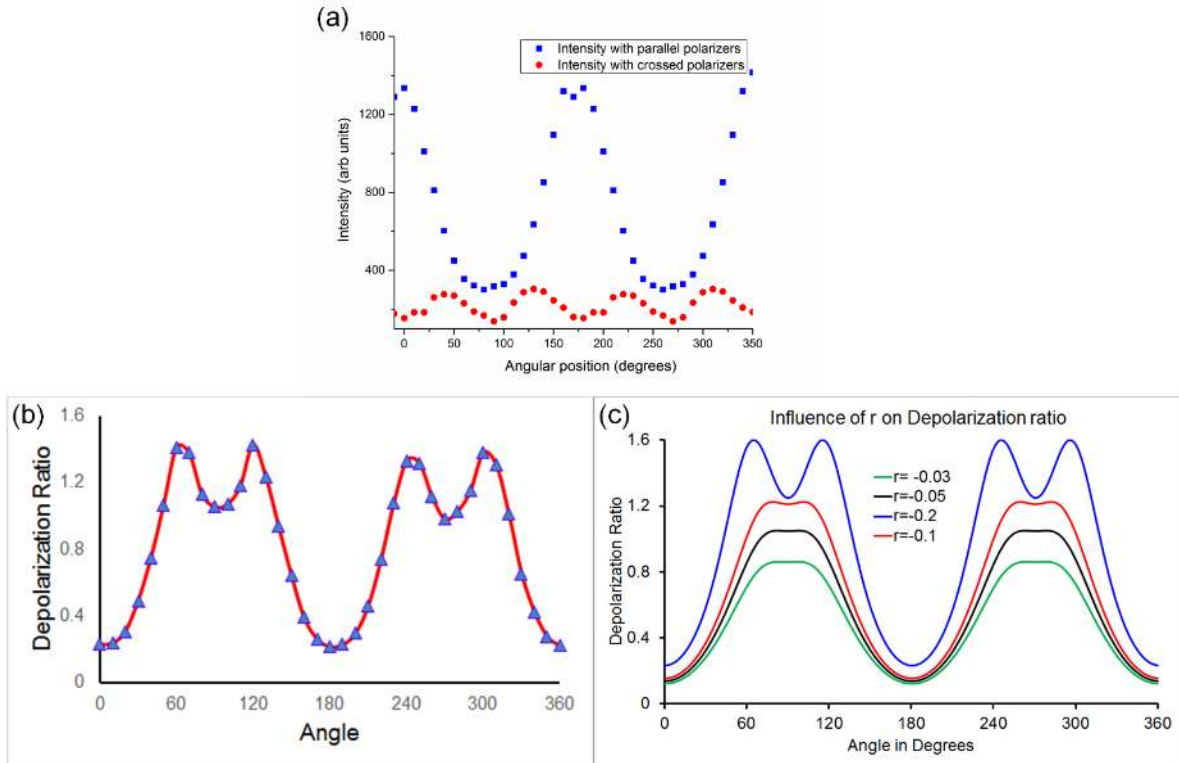 (a)
1600
1200
800
400
Intensity (arb units)
Intensity with parallel polarizers
Intensity with crossed polarizers
0 50 100 150 200 250 300 350
Angular position (degrees)
(b)
1.6
1.2
0.8
0.4
0
Depolarization Ratio
0 60 120 180 240 300 360
Angle
(c)
Influence of r on Depolarization ratio
1.6
1.2
0.8
0.4
0
Depolarization Ratio
r= -0.03
r=-0.05
r=-0.2
r=-0.1
0 60 120 180 240 300 360
Angle in Degrees